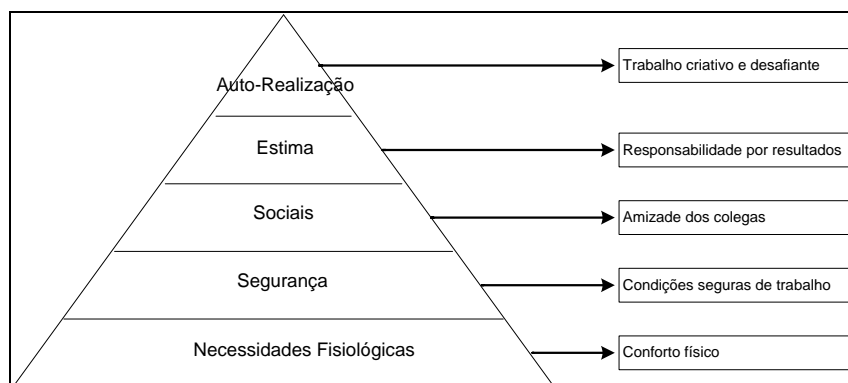 Auto-Realização
Trabalho criativo e desafiante
Estima
Responsabilidade por resultados
Sociais
Amizade dos colegas
Segurança
Condições seguras de trabalho
Necessidades Fisiológicas
Conforto físico